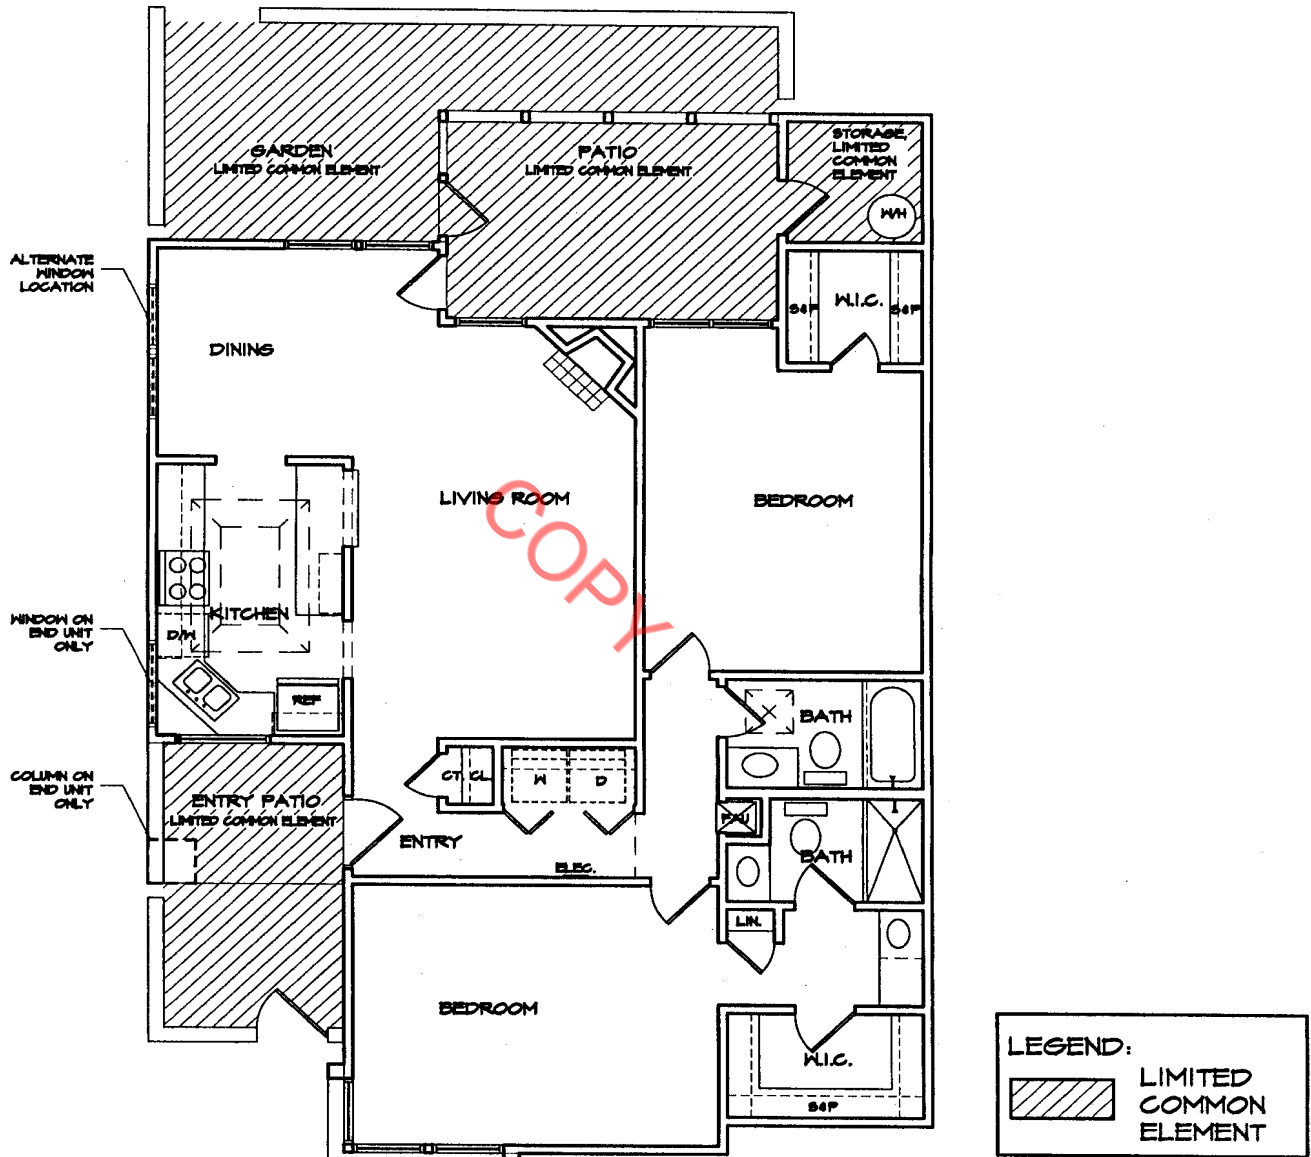 GARDEN
LIMITED COMMON ELEMENT
PATIO
LIMITED COMMON ELEMENT
STORAGE,
LIMITED
COMMON
ELEMENT
W/H
ALTERNATE
WINDOW
LOCATION
S&P
W.I.C.
S&P
DINING
LIVING ROOM
BEDROOM
COPY
KITCHEN
WINDOW ON
END UNIT
ONLY
D/W
REF
BATH
COLUMN ON
END UNIT
ONLY
CT. CL.
W
D
ENTRY PATIO
LIMITED COMMON ELEMENT
FAU
ENTRY
BATH
ELEC.
LIN.
BEDROOM
W.I.C.
S&P
LEGEND:
LIMITED
COMMON
ELEMENT